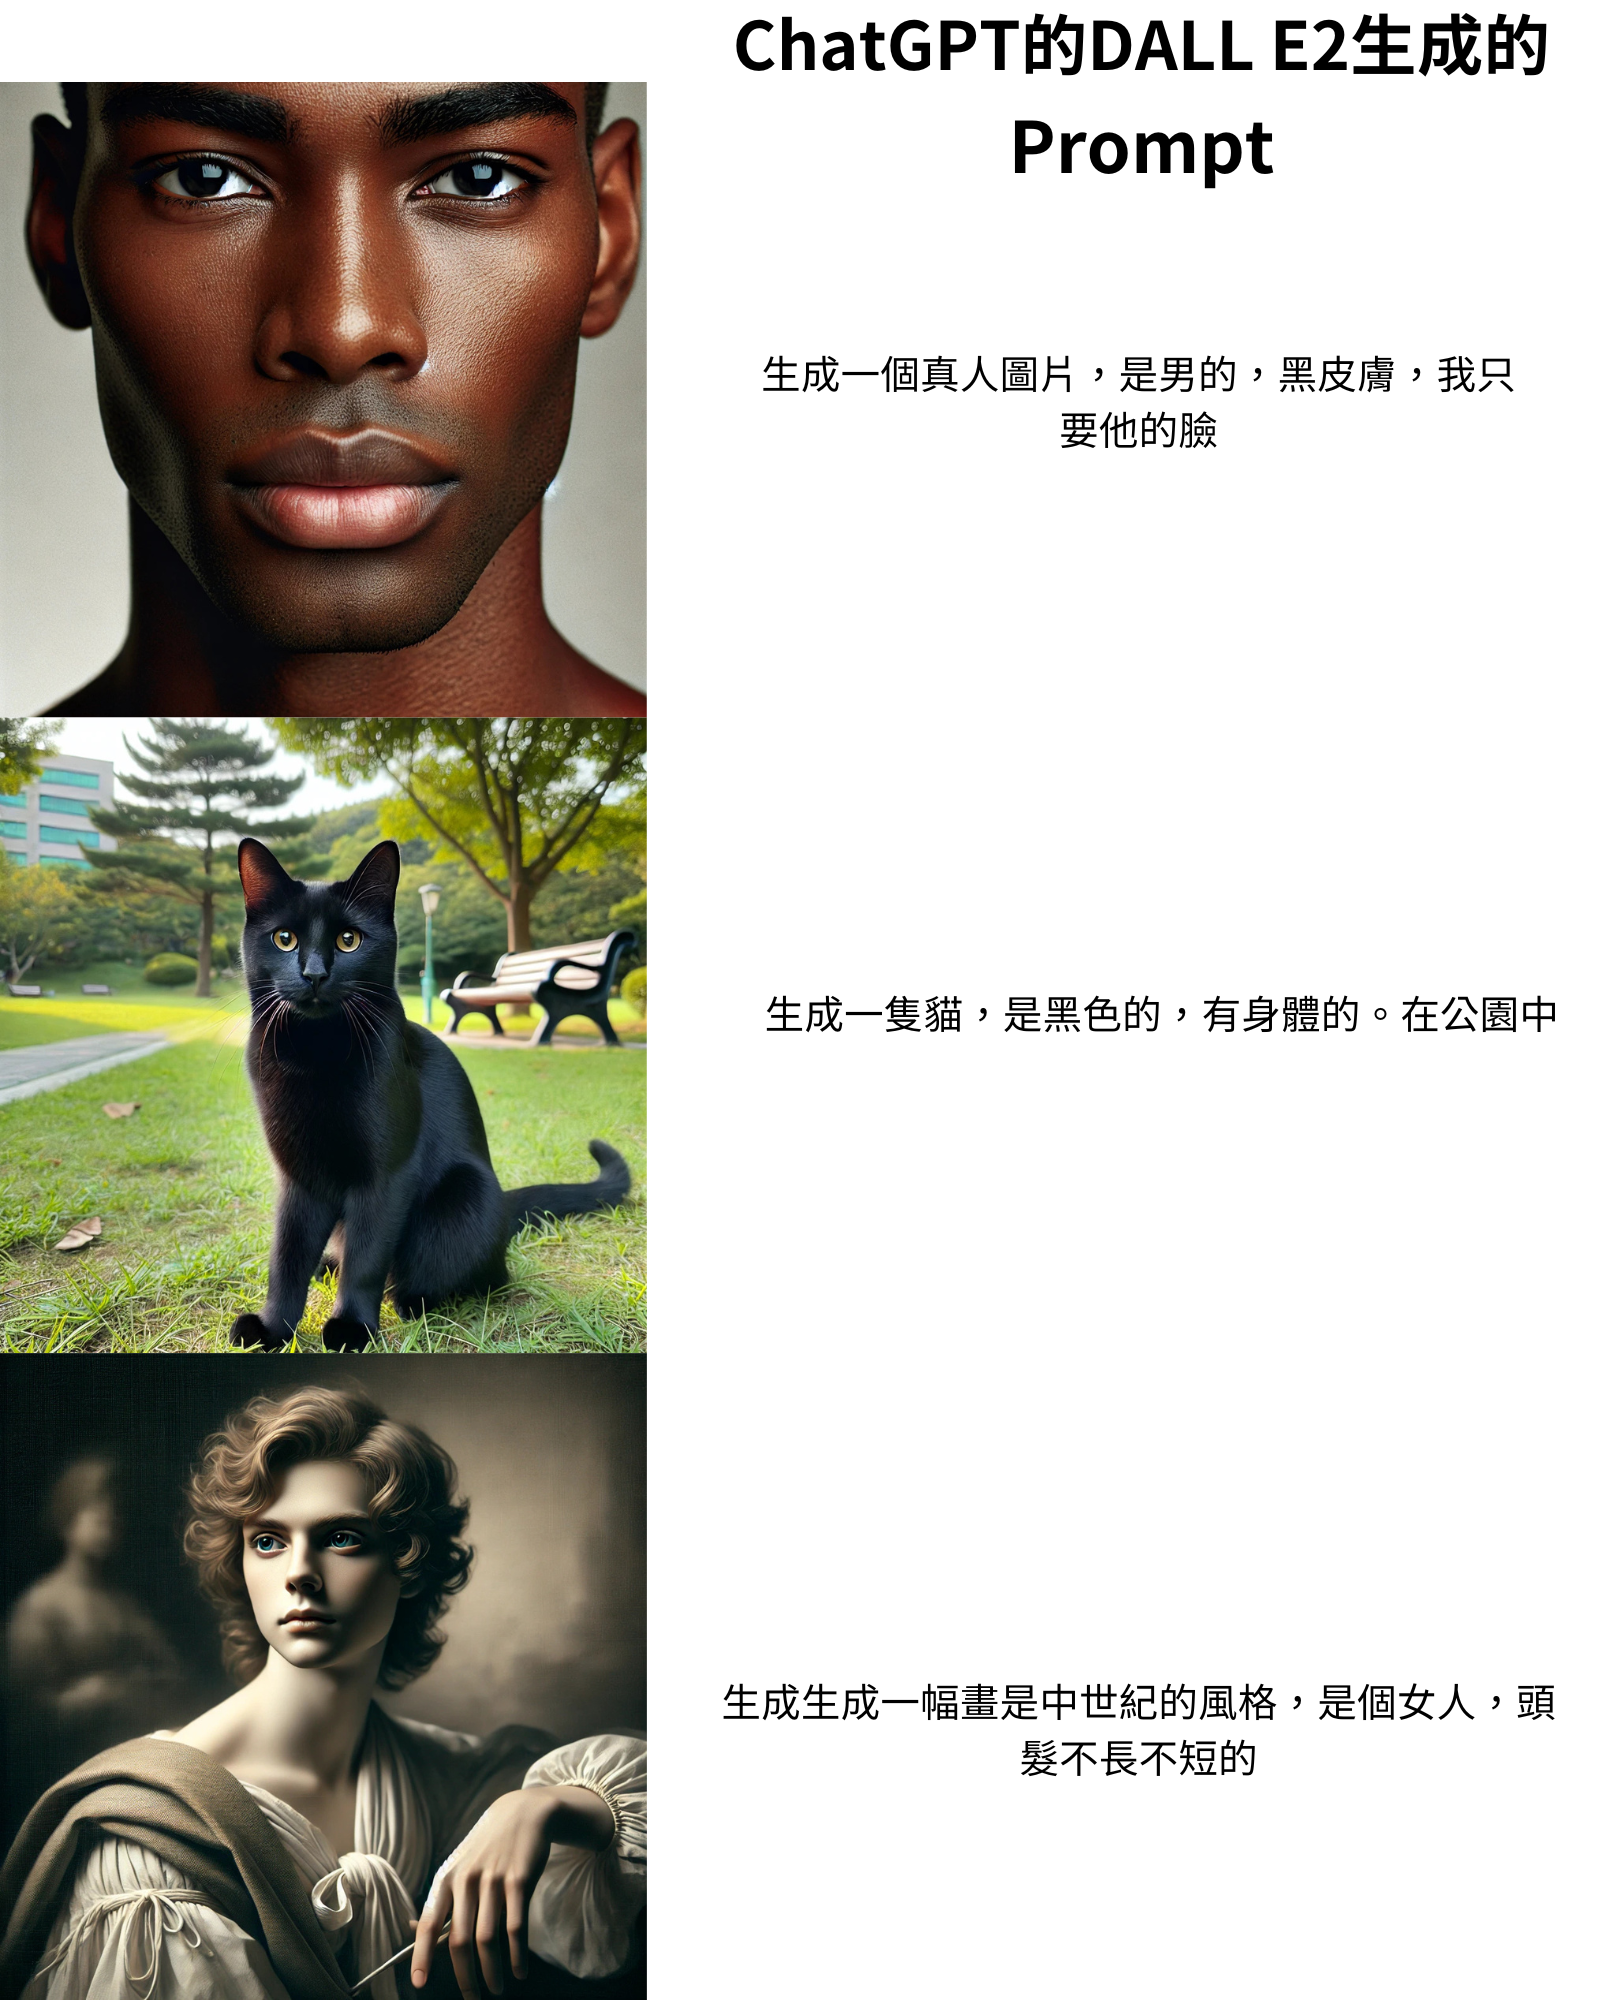 ChatGPT的DALL E2生成的
Prompt
生成一個真人圖片，是男的，黑皮膚，我只
要他的臉
生成一隻貓，是黑色的，有身體的。在公園中
生成生成一幅畫是中世紀的風格，是個女人，頭
髮不長不短的